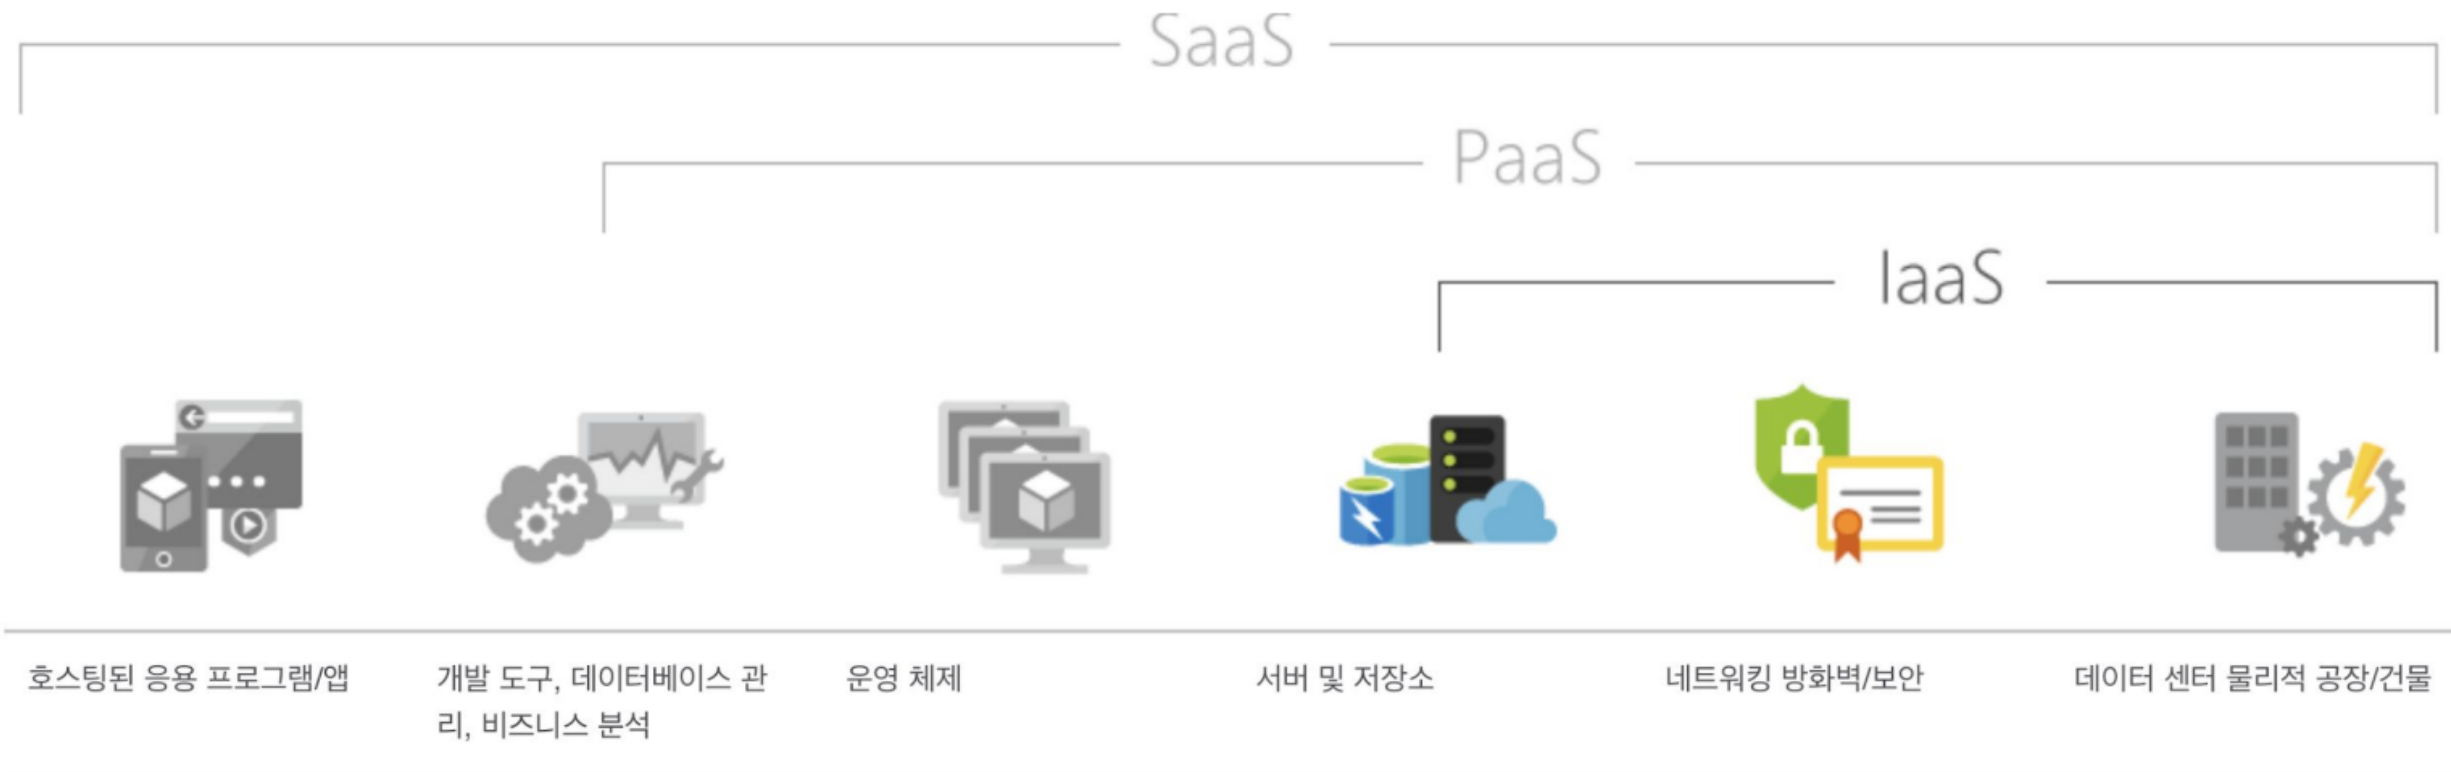 SaaS
PaaS
IaaS
호스팅된 응용 프로그램/앱
개발 도구, 데이터베이스 관
리, 비즈니스 분석
운영 체제
서버 및 저장소
네트워킹 방화벽/보안
데이터 센터 물리적 공장/건물